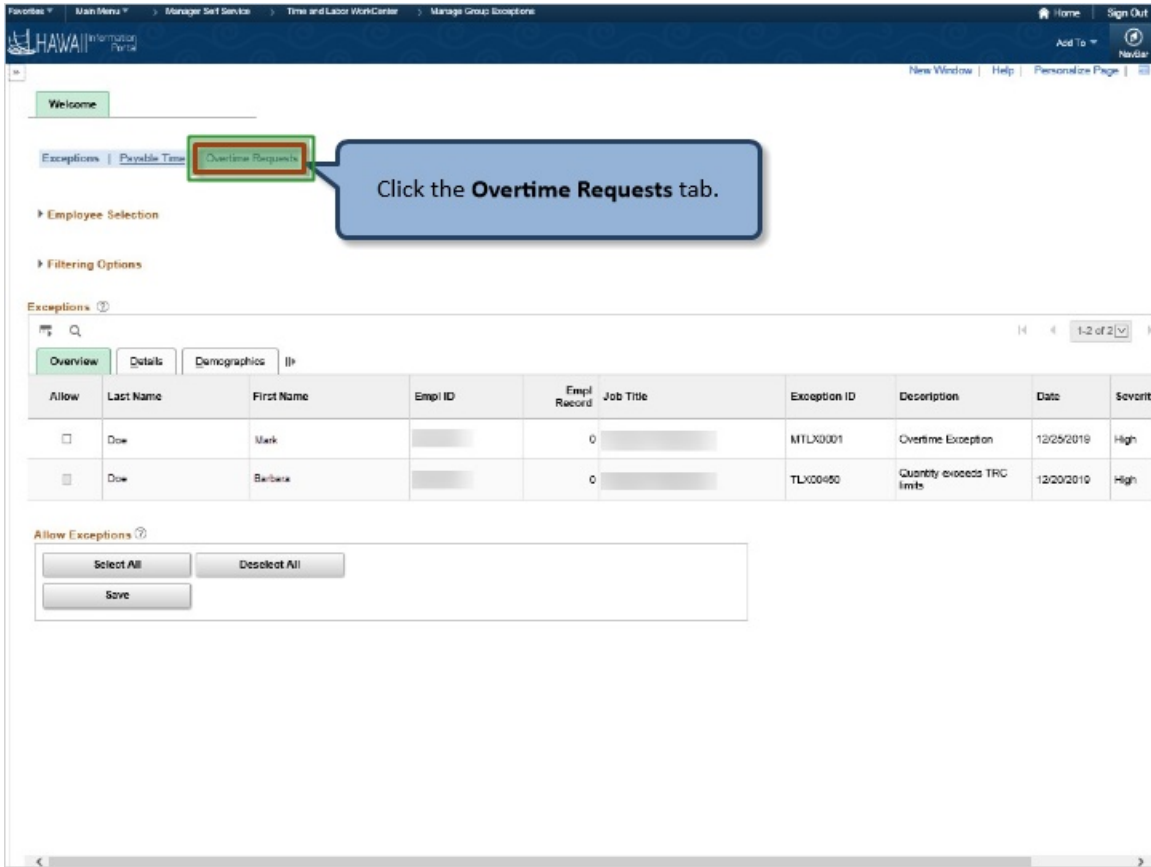 Favorites Main Menu > Manager Self Service > Time and Labor WorkCenter > Manage Group Exceptions Home Sign Out
HAWAII Information Portal Add To NavBar
New Window | Help | Personalize Page |
Welcome
Exceptions | Payable Time Overtime Requests
Click the Overtime Requests tab.
Employee Selection
Filtering Options
Exceptions
1-2 of 2
Overview Details Demographics
Allow Last Name First Name Empl ID Empl Record Job Title Exception ID Description Date Severit
Doe Mark 0 MTLX0001 Overtime Exception 12/25/2019 High
Doe Barbara 0 TLX00450 Quantity exceeds TRC limits 12/20/2019 High
Allow Exceptions
Select All Deselect All
Save